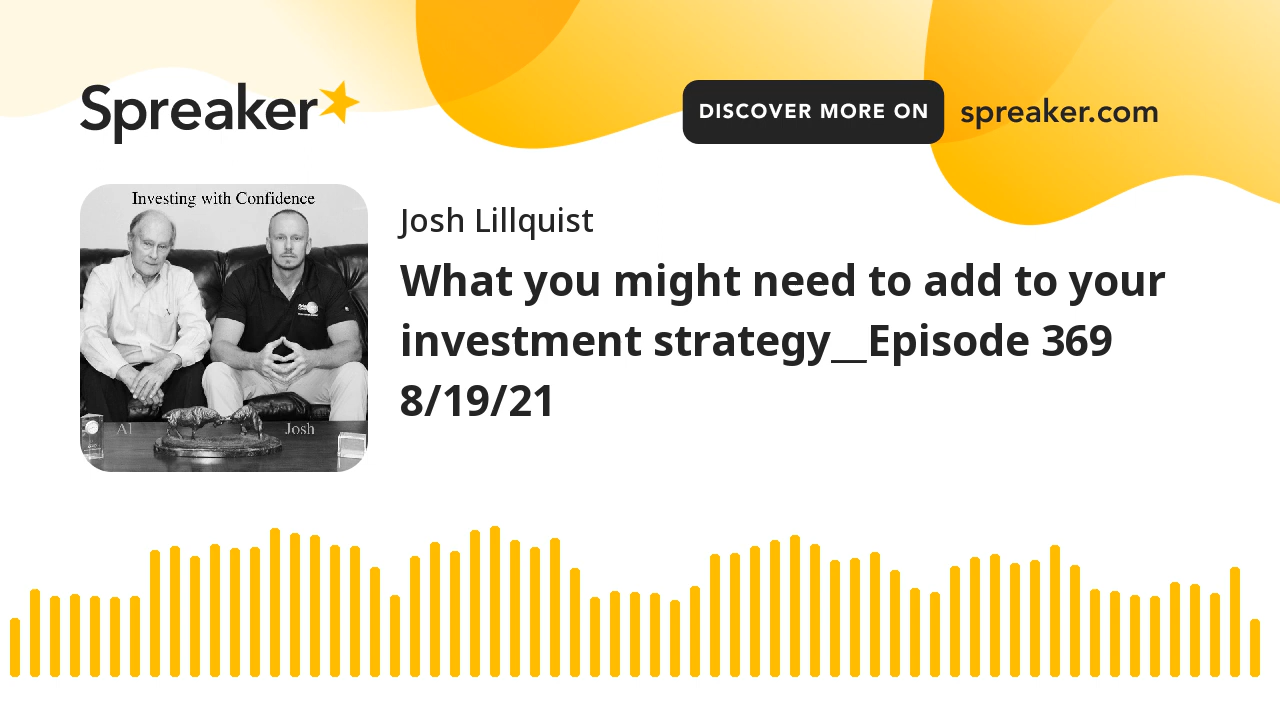 Spreaker
DISCOVER MORE ON
spreaker.com
Investing with Confidence
Al
Josh
Josh Lillquist
What you might need to add to your
investment strategy__Episode 369
8/19/21